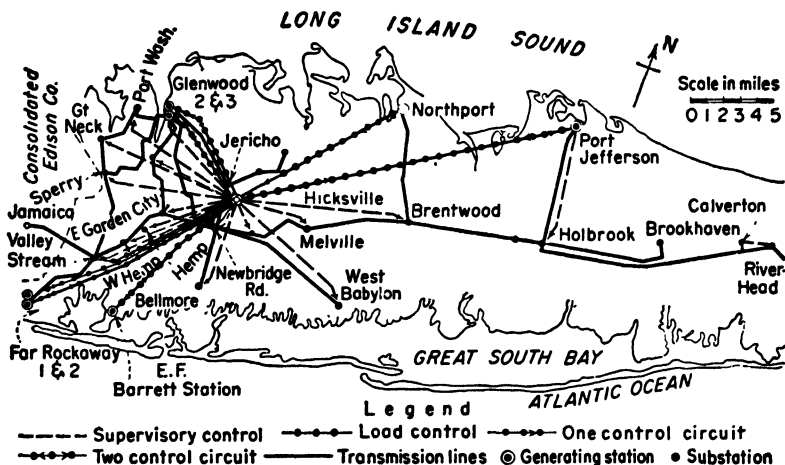 LONG ISLAND SOUND
N
Scale in miles
0 1 2 3 4 5
Consolidated
Edison Co.
Port Wash.
Glenwood
2 & 3
Gt
Neck
Jericho
Northport
Port
Jefferson
Sperry
Jamaica
E Garden City
Hicksville
Valley
Stream
W Hemp
Hemp
Newbridge
Rd.
Melville
Brentwood
Holbrook
Brookhaven
Calverton
River-
Head
West
Babylon
Bellmore
Far Rockaway
1 & 2
E.F.
Barrett Station
GREAT SOUTH BAY
ATLANTIC OCEAN
Legend
Supervisory control
Load control
One control circuit
Two control circuit
Transmission lines
Generating station
Substation